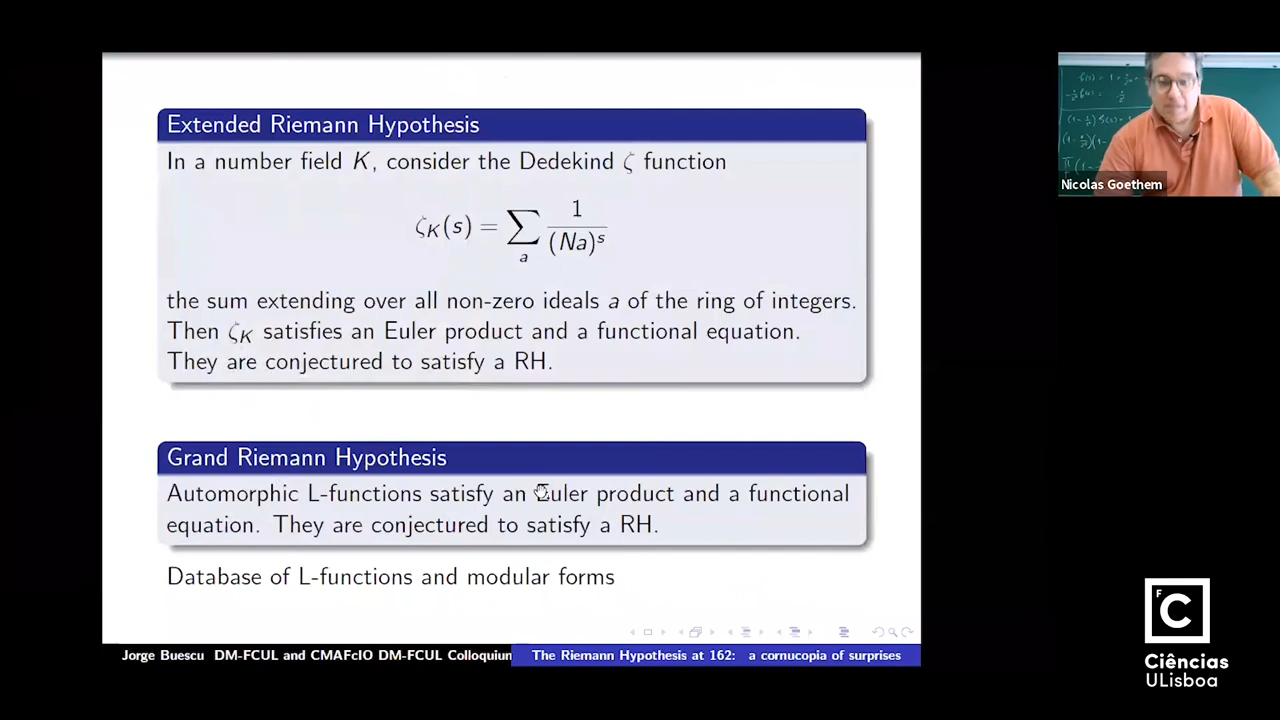 Extended Riemann Hypothesis
In a number field K, consider the Dedekind ζ function
ζ_K(s) = ∑_a 1/(Na)^s
the sum extending over all non-zero ideals a of the ring of integers.
Then ζ_K satisfies an Euler product and a functional equation.
They are conjectured to satisfy a RH.
Grand Riemann Hypothesis
Automorphic L-functions satisfy an Euler product and a functional
equation. They are conjectured to satisfy a RH.
Database of L-functions and modular forms
Jorge Buescu DM-FCUL and CMAFcIO DM-FCUL Colloquium
The Riemann Hypothesis at 162: a cornucopia of surprises
Nicolas Goethem
F
C
Ciências
ULisboa